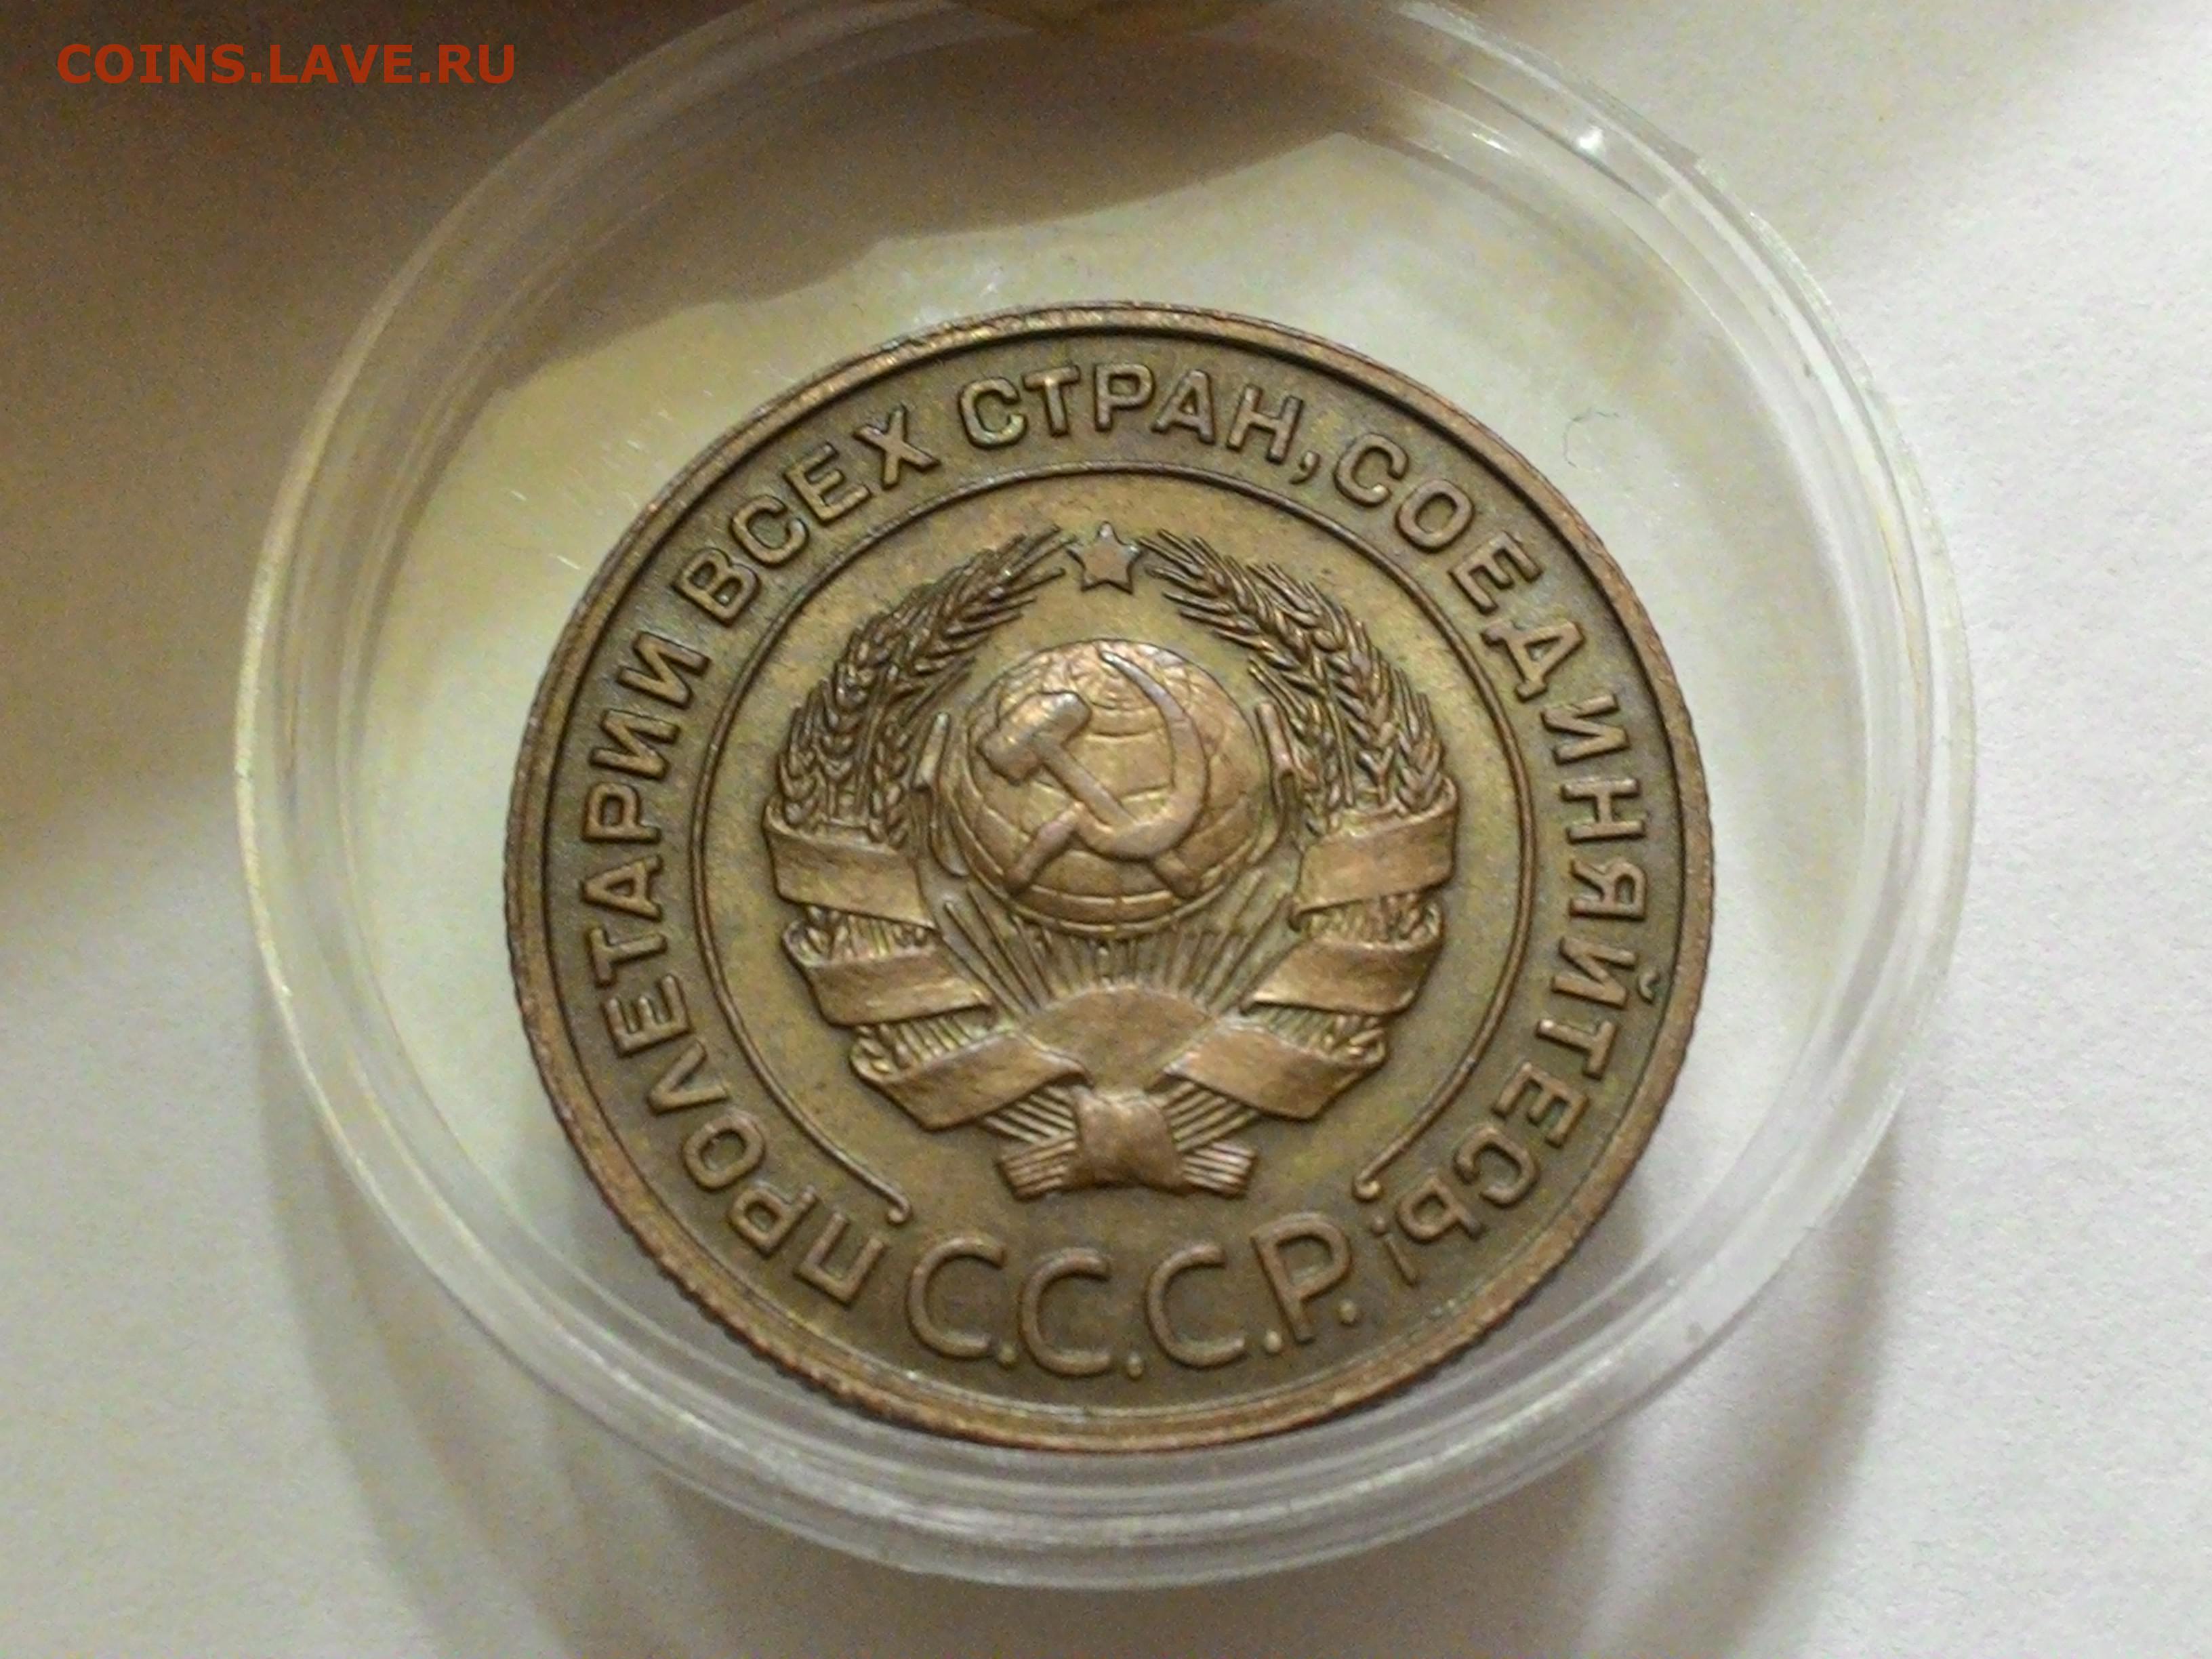 COINS.LAVE.RU
ПРОЛЕТАРИИ ВСЕХ СТРАН, СОЕДИНЯЙТЕСЬ!
С.С.С.Р.